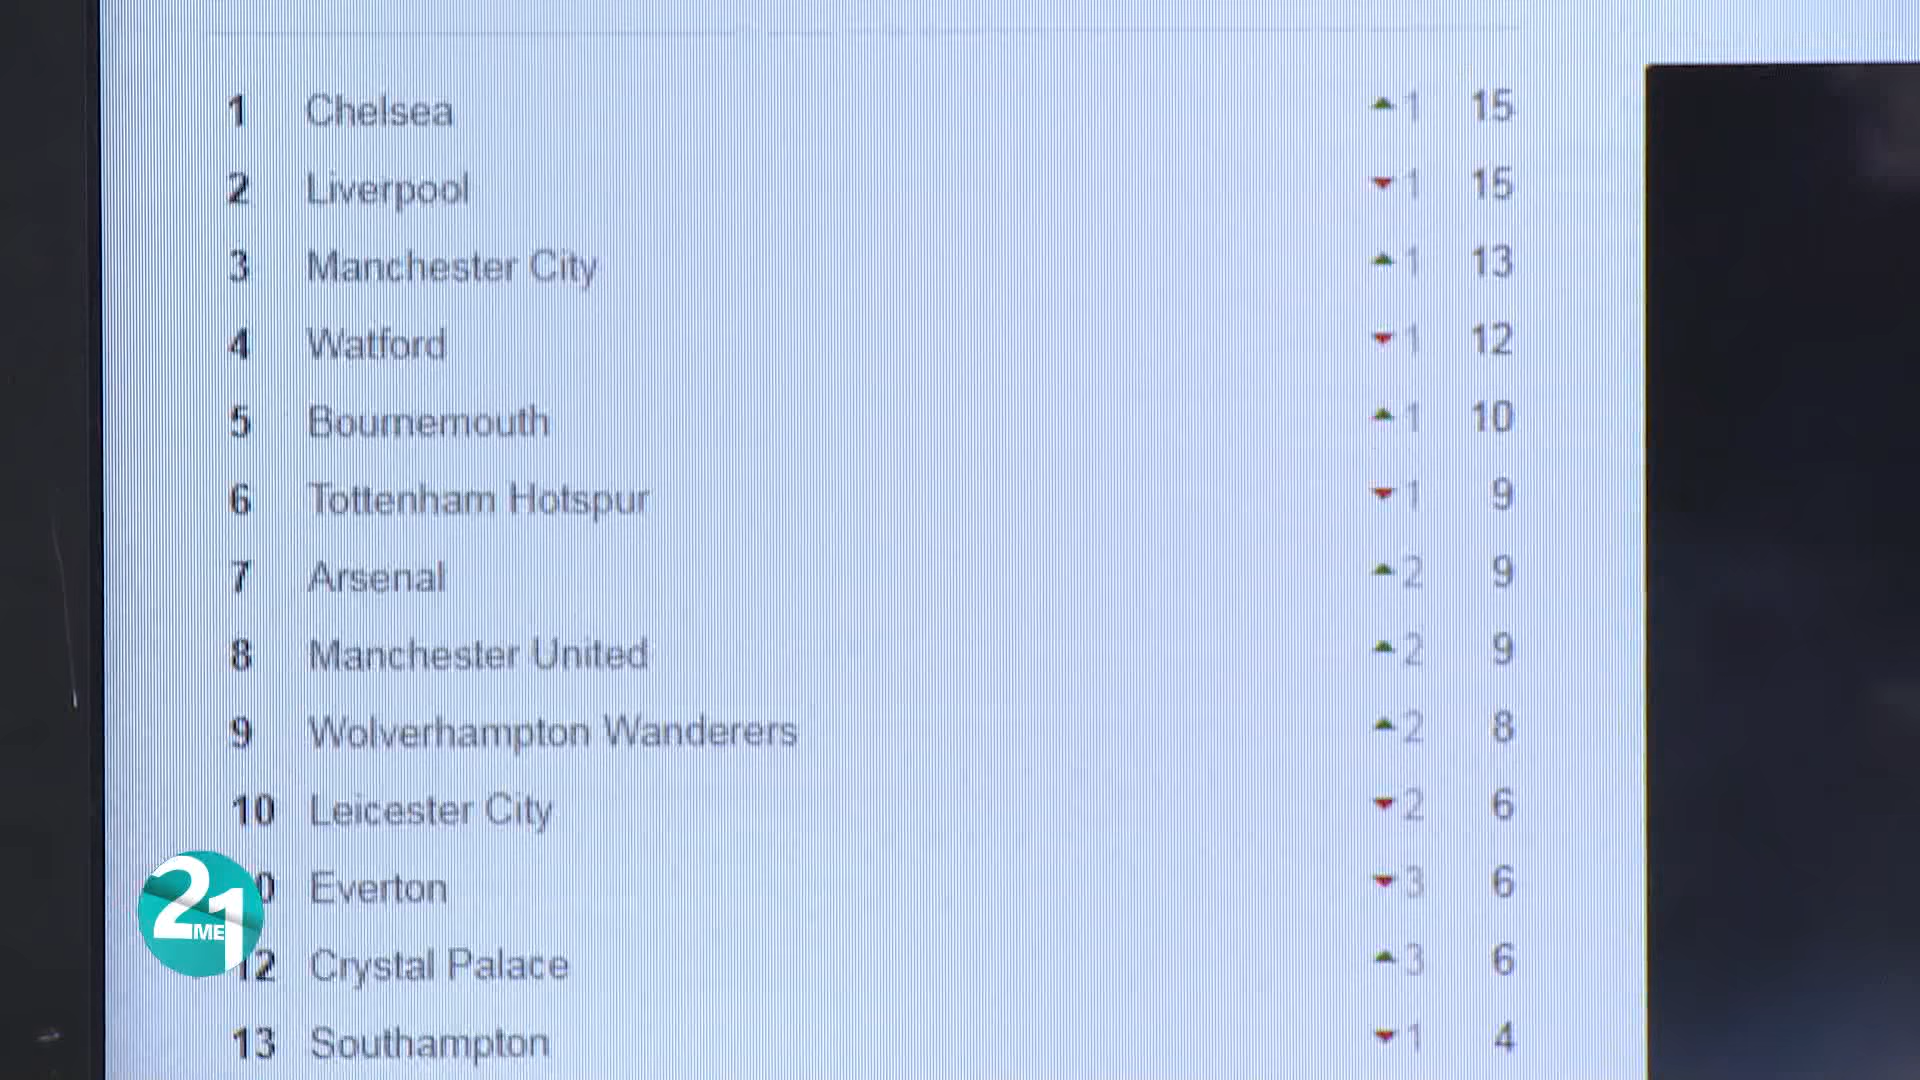 1 Chelsea 1 15
2 Liverpool 1 15
3 Manchester City 1 13
4 Watford 1 12
5 Bournemouth 1 10
6 Tottenham Hotspur 1 9
7 Arsenal 2 9
8 Manchester United 2 9
9 Wolverhampton Wanderers 2 8
10 Leicester City 2 6
0 Everton 3 6
12 Crystal Palace 3 6
13 Southampton 1 4
21 ME